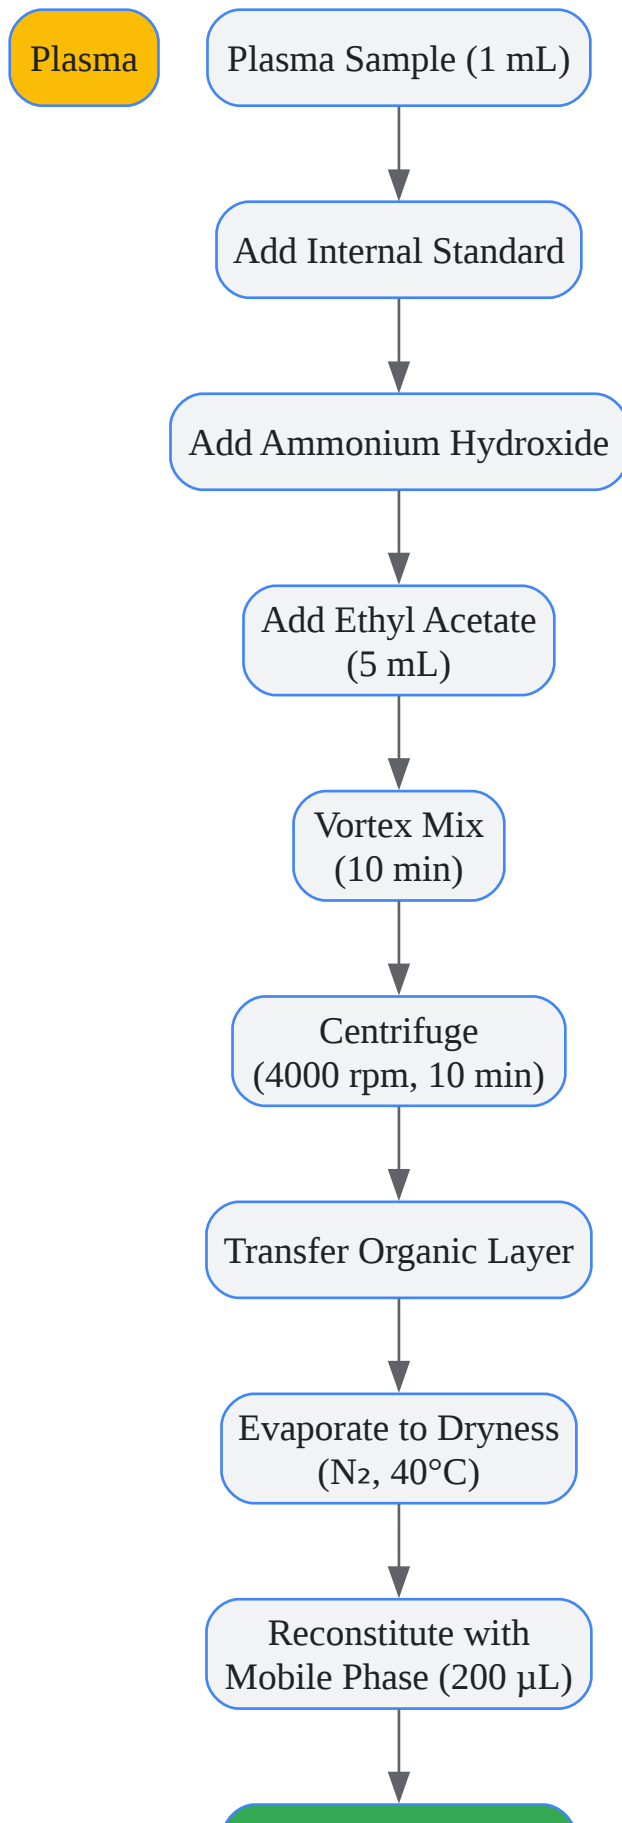 Plasma
Plasma Sample (1 mL)
Add Internal Standard
Add Ammonium Hydroxide
Add Ethyl Acetate
(5 mL)
Vortex Mix
(10 min)
Centrifuge
(4000 rpm, 10 min)
Transfer Organic Layer
Evaporate to Dryness
(N₂, 40°C)
Reconstitute with
Mobile Phase (200 µL)